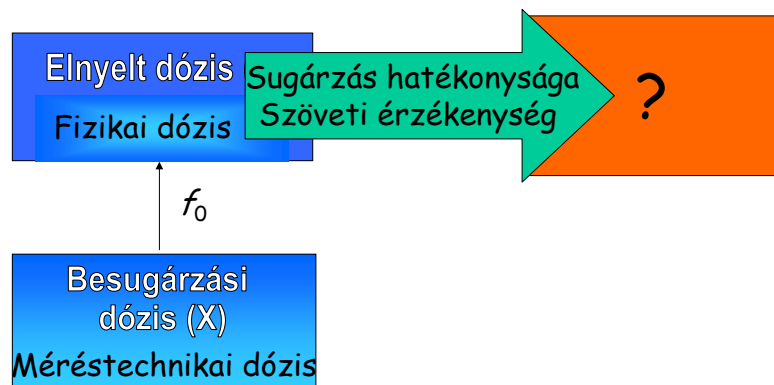 Elnyelt dózis
Fizikai dózis
Sugárzás hatékonysága
Szöveti érzékenység
?
f₀
Besugárzási
dózis (X)
Méréstechnikai dózis